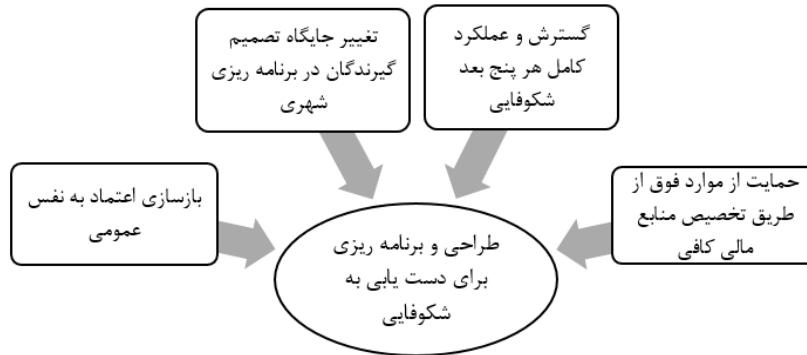 گسترش و عملکرد
کامل هر پنج بعد
شکوفایی
تغییر جایگاه تصمیم
گیرندگان در برنامه ریزی
شهری
حمایت از موارد فوق از
طریق تخصیص منابع
مالی کافی
بازسازی اعتماد به نفس
عمومی
طراحی و برنامه ریزی
برای دست یابی به
شکوفایی